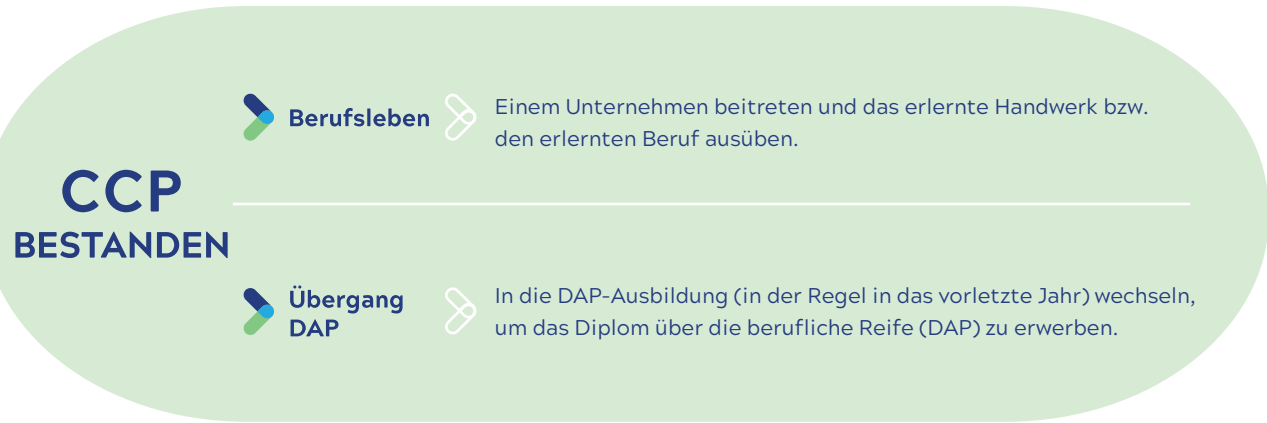 CCP
BESTANDEN
Berufsleben
Einem Unternehmen beitreten und das erlernte Handwerk bzw.
den erlernten Beruf ausüben.
Übergang
DAP
In die DAP-Ausbildung (in der Regel in das vorletzte Jahr) wechseln,
um das Diplom über die berufliche Reife (DAP) zu erwerben.